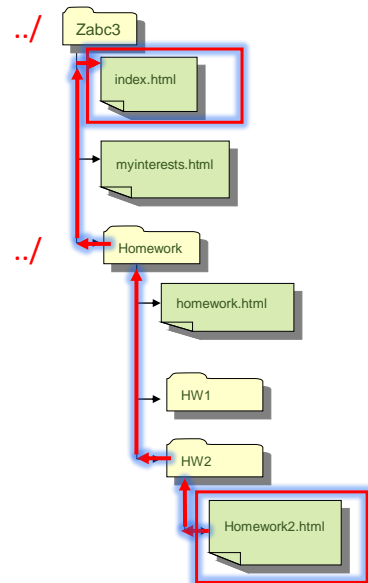 ../ Zabc3
index.html
myinterests.html
../ Homework
homework.html
HW1
HW2
Homework2.html